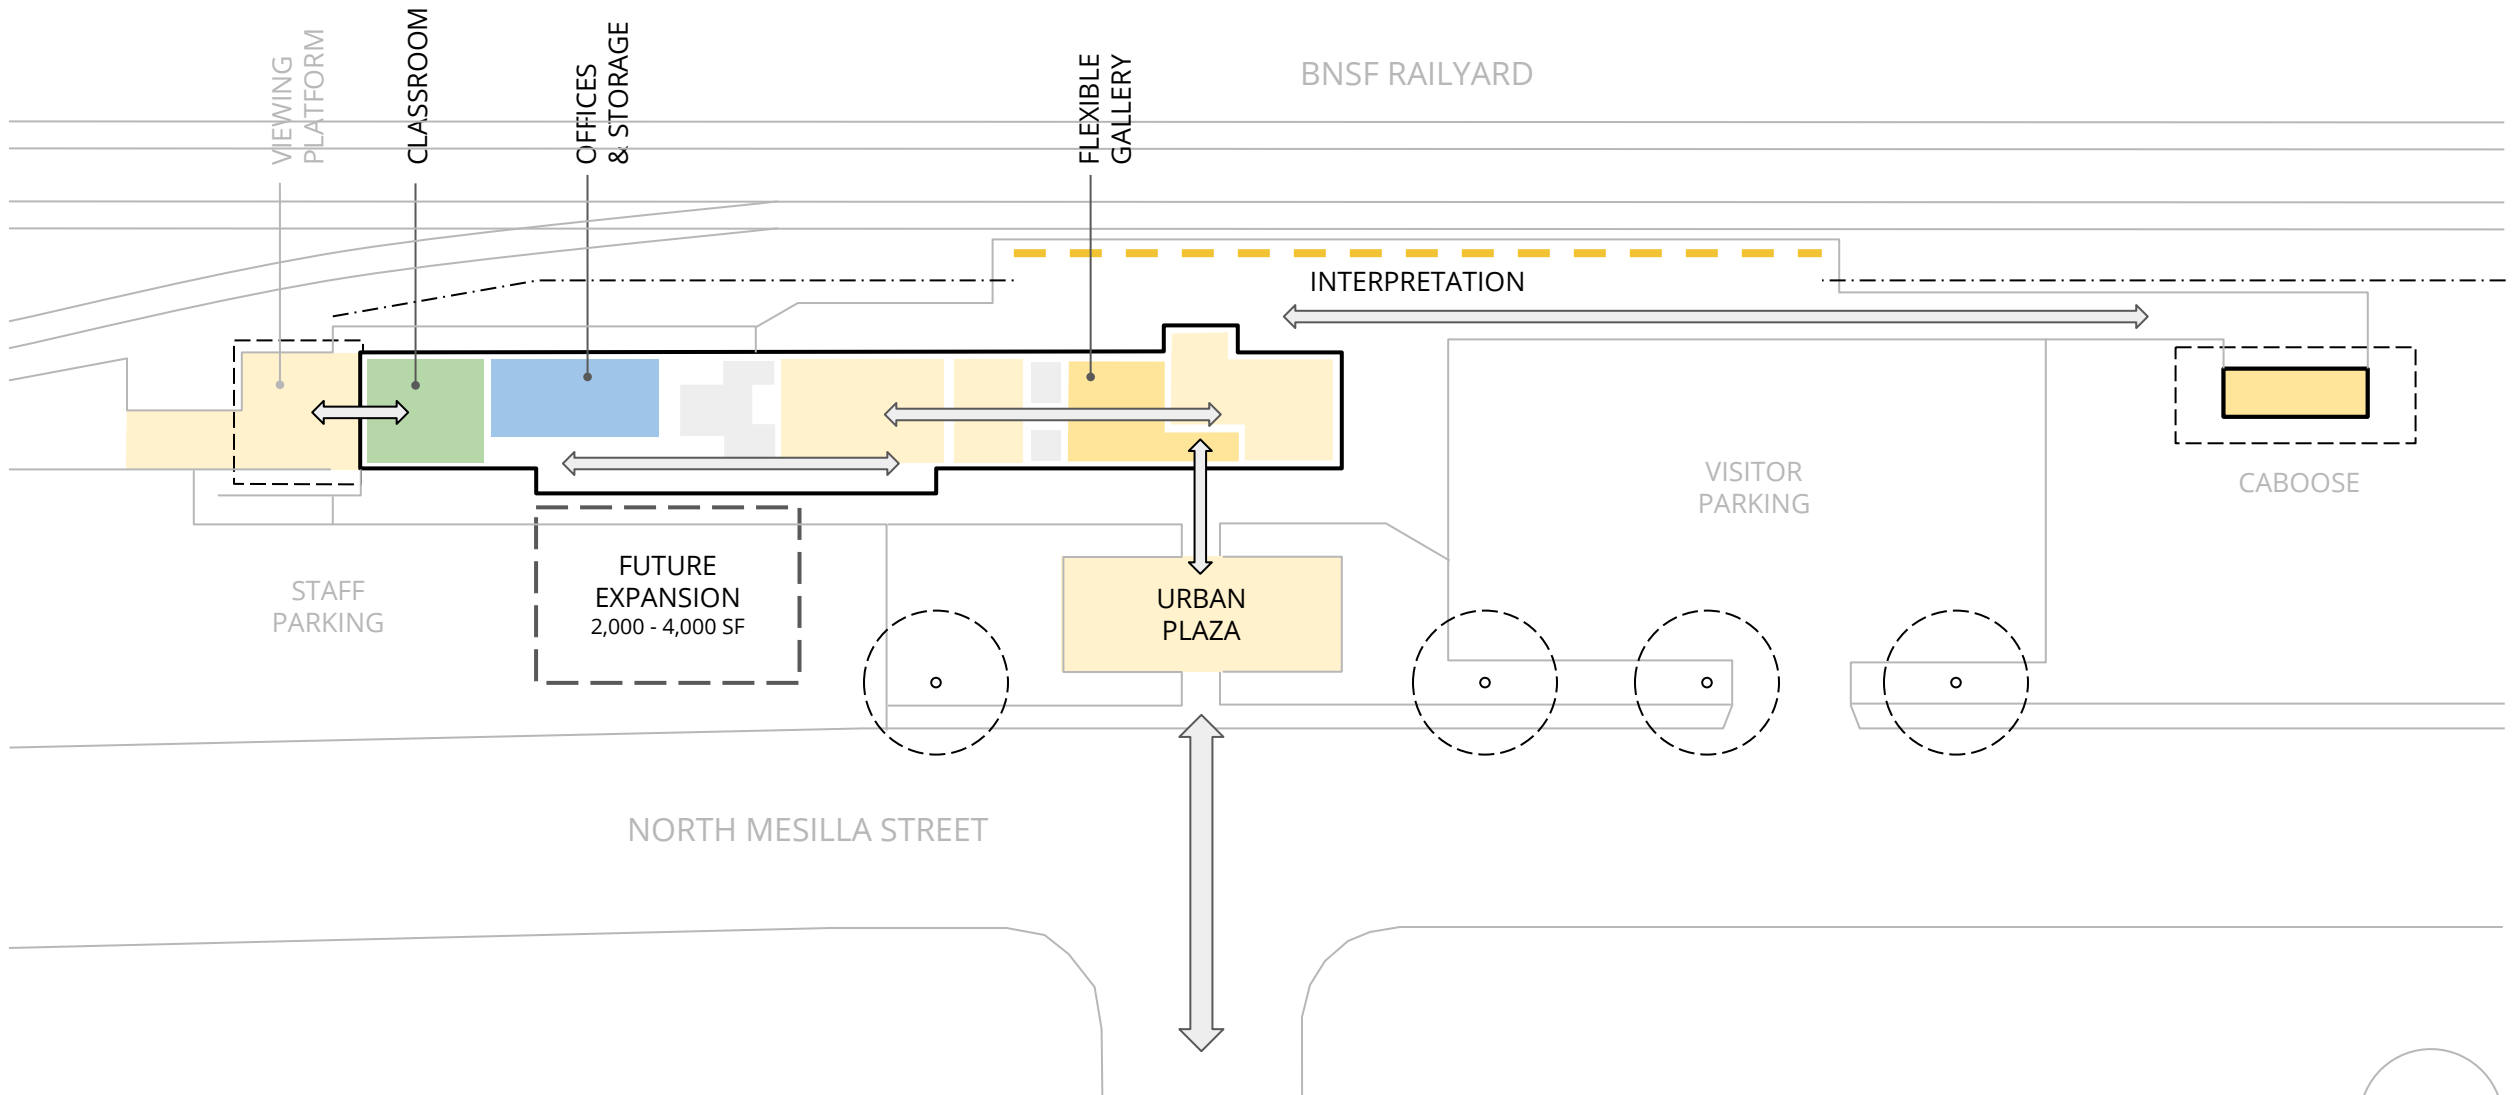 VIEWING
PLATFORM
CLASSROOM
OFFICES
& STORAGE
FLEXIBLE
GALLERY
BNSF RAILYARD
INTERPRETATION
VISITOR
PARKING
CABOOSE
STAFF
PARKING
FUTURE
EXPANSION
2,000 - 4,000 SF
URBAN
PLAZA
NORTH MESILLA STREET